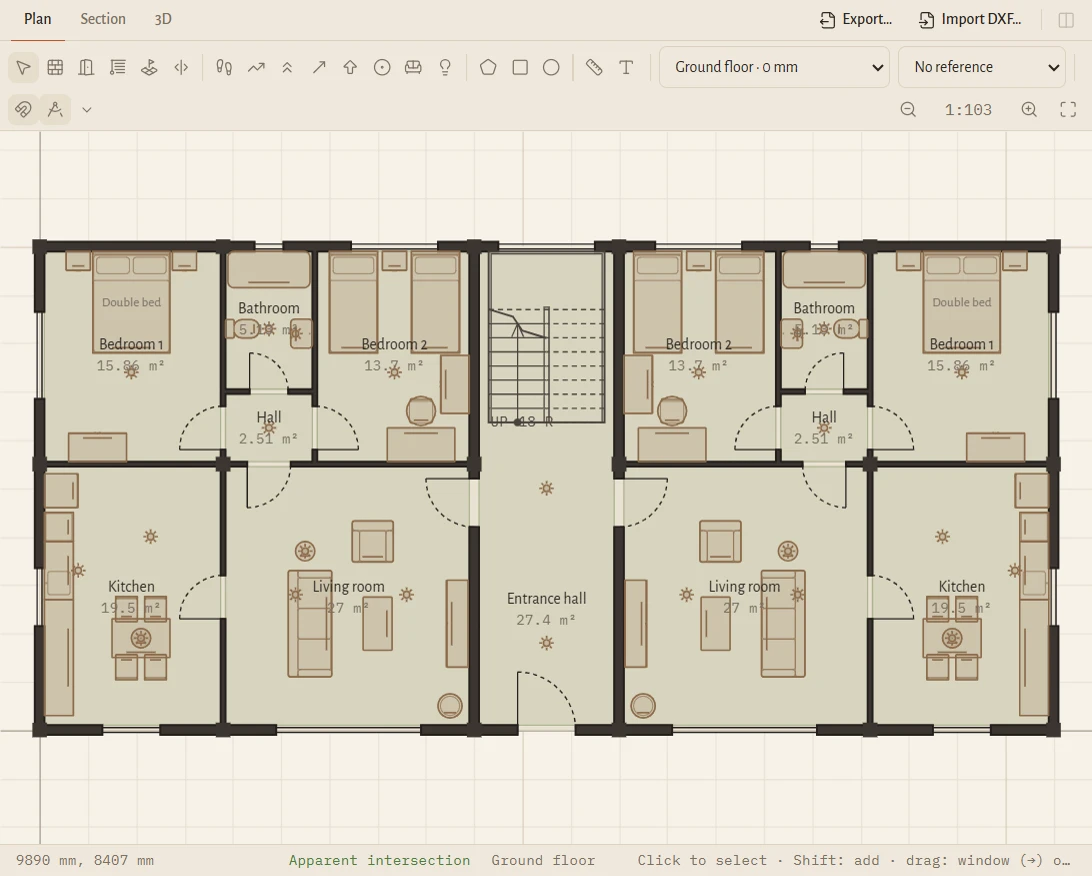 Plan
Section
3D
Export...
Import DXF...
Ground floor · 0 mm
No reference
1:103
Double bed
Bedroom 1
15.86 m²
Bathroom
Bedroom 2
13.7 m²
Hall
2.51 m²
UP 18 R
Bedroom 2
13.7 m²
Bathroom
Hall
2.51 m²
Double bed
Bedroom 1
15.86 m²
Kitchen
19.5 m²
Living room
27 m²
Entrance hall
27.4 m²
Living room
27 m²
Kitchen
19.5 m²
9890 mm, 8407 mm
Apparent intersection
Ground floor
Click to select · Shift: add · drag: window (→) o…